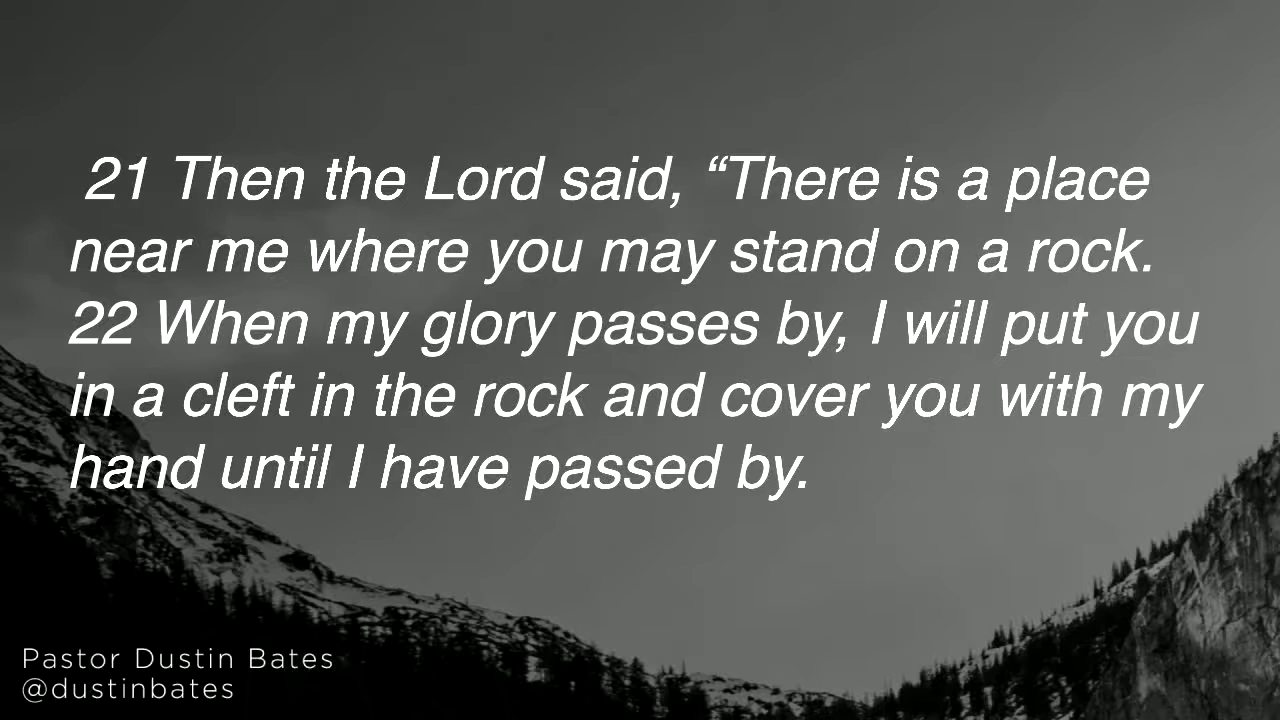 21 Then the Lord said, “There is a place
near me where you may stand on a rock.
22 When my glory passes by, I will put you
in a cleft in the rock and cover you with my
hand until I have passed by.
Pastor Dustin Bates
@dustinbates